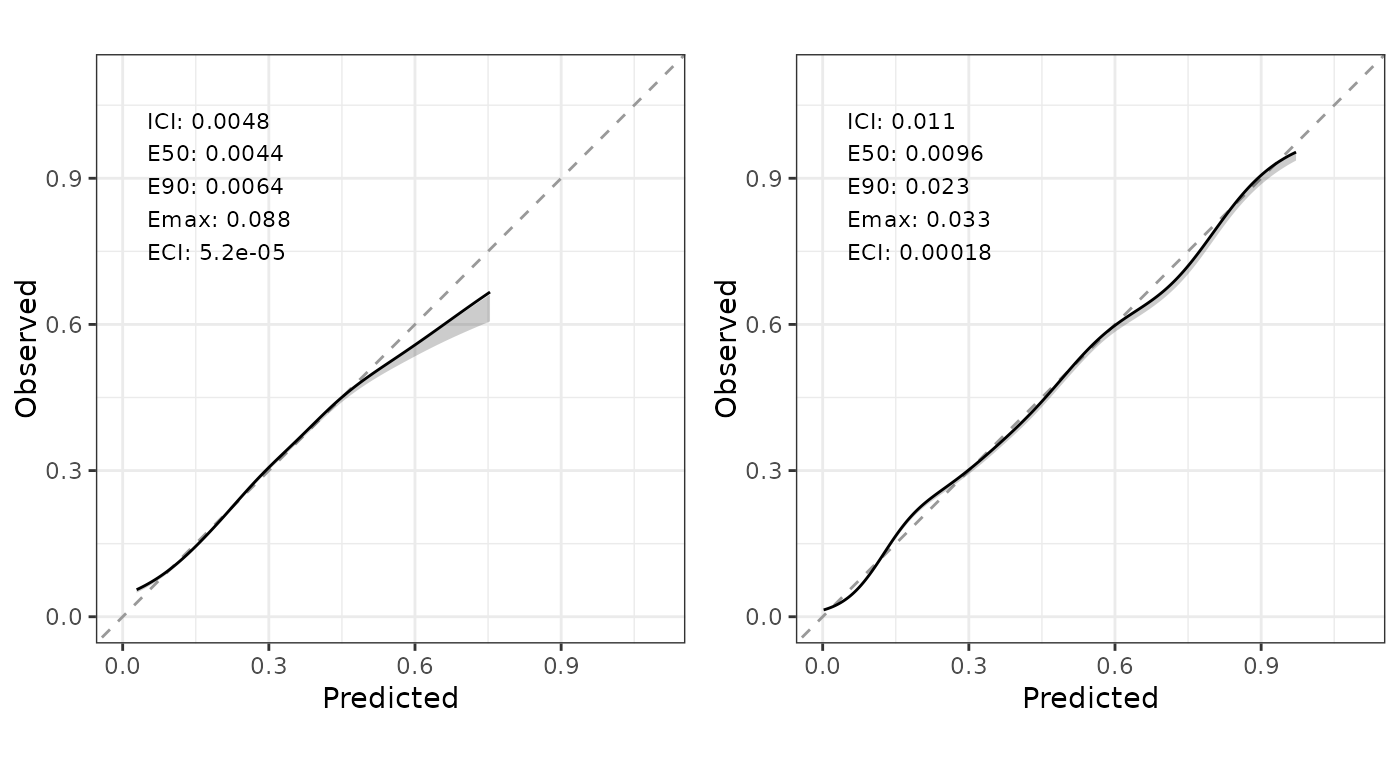 ICI: 0.0048
E50: 0.0044
E90: 0.0064
Emax: 0.088
ECI: 5.2e-05
Observed
0.9
0.6
0.3
0.0
0.0 0.3 0.6 0.9
Predicted
ICI: 0.011
E50: 0.0096
E90: 0.023
Emax: 0.033
ECI: 0.00018
Observed
0.9
0.6
0.3
0.0
0.0 0.3 0.6 0.9
Predicted